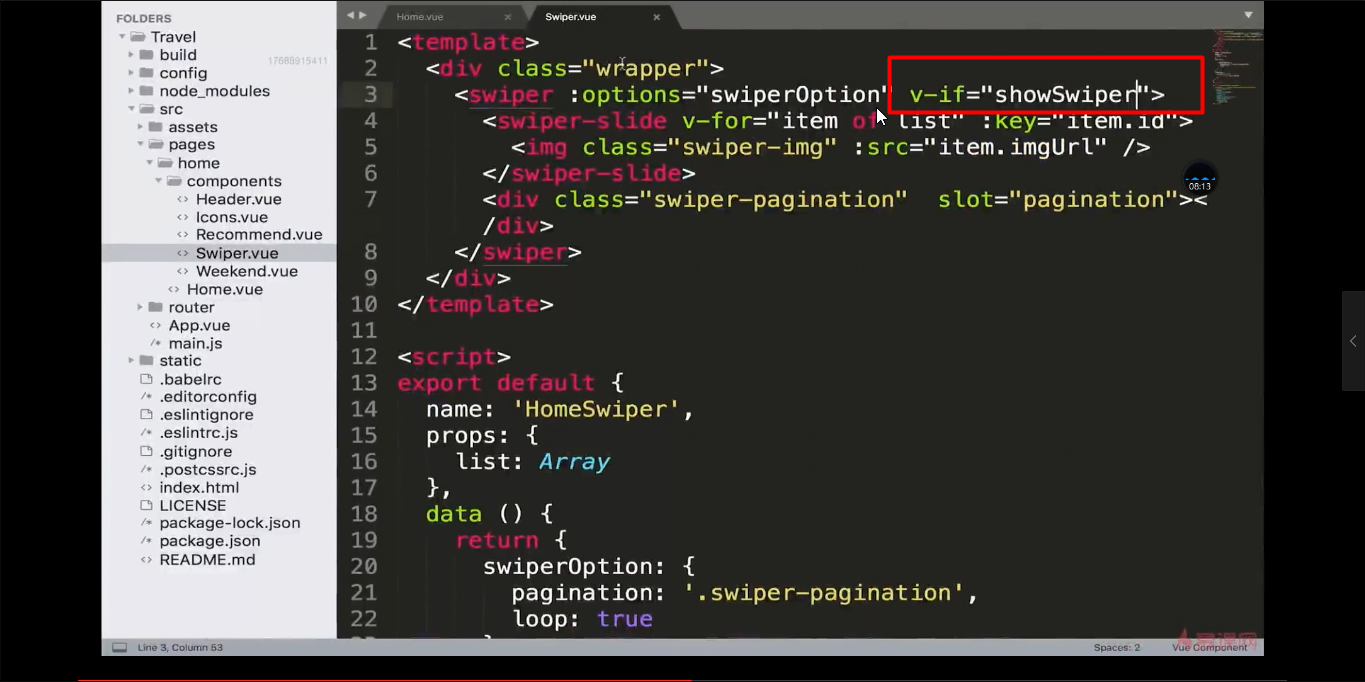 FOLDERS
Travel
build
config
node_modules
src
assets
pages
home
components
Header.vue
Icons.vue
Recommend.vue
Swiper.vue
Weekend.vue
Home.vue
router
App.vue
main.js
static
.babelrc
.editorconfig
.eslintignore
.eslintrc.js
.gitignore
.postcssrc.js
index.html
LICENSE
package-lock.json
package.json
README.md
17688915411
Home.vue
Swiper.vue
1 <template>
2 <div class="wrapper">
3 <swiper :options="swiperOption" v-if="showSwiper">
4 <swiper-slide v-for="item of list" :key="item.id">
5 <img class="swiper-img" :src="item.imgUrl" />
6 </swiper-slide>
7 <div class="swiper-pagination" slot="pagination"><
/div>
8 </swiper>
9 </div>
10 </template>
11
12 <script>
13 export default {
14 name: 'HomeSwiper',
15 props: {
16 list: Array
17 },
18 data () {
19 return {
20 swiperOption: {
21 pagination: '.swiper-pagination',
22 loop: true
08:13
Line 3, Column 53
Spaces: 2
Vue Component
慕课网